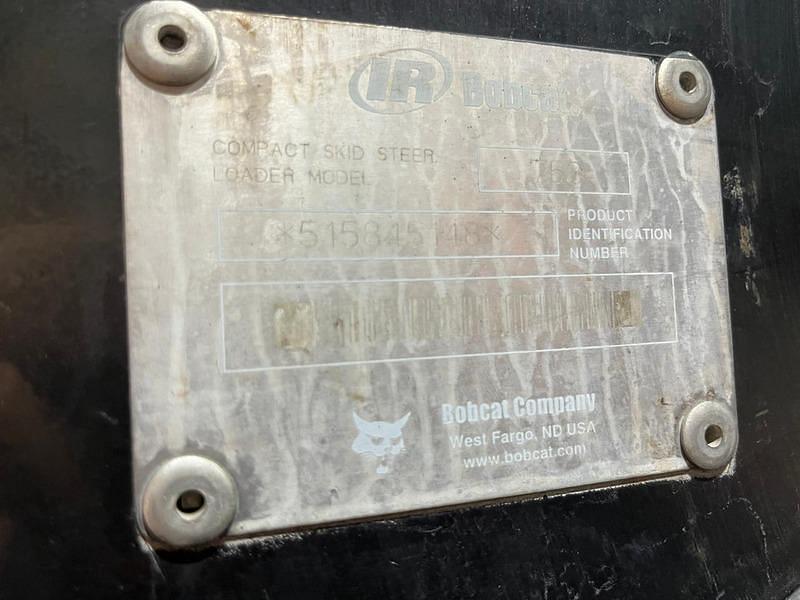 IR Bobcat
COMPACT SKID STEER
LOADER MODEL
*515845148*
PRODUCT
IDENTIFICATION
NUMBER
Bobcat Company
West Fargo, ND USA
www.bobcat.com